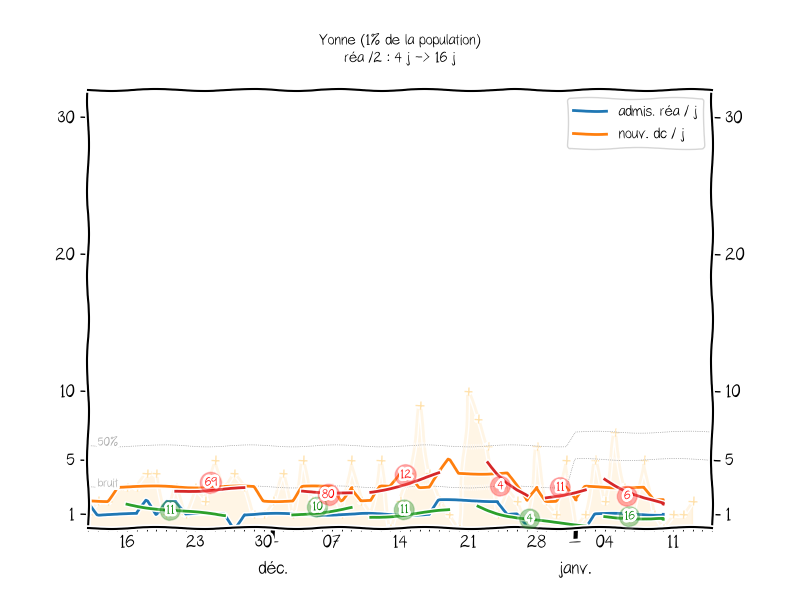 Yonne (1% de la population)
réa /2 : 4 j -> 16 j
30 30
admis. réa / j
nouv. dc / j
20 20
10 10
50%
5 5
bruit
69 80 12 4 11 6
11 10 11 4 16
1 1
16 23 30 07 14 21 28 04 11
déc. janv.